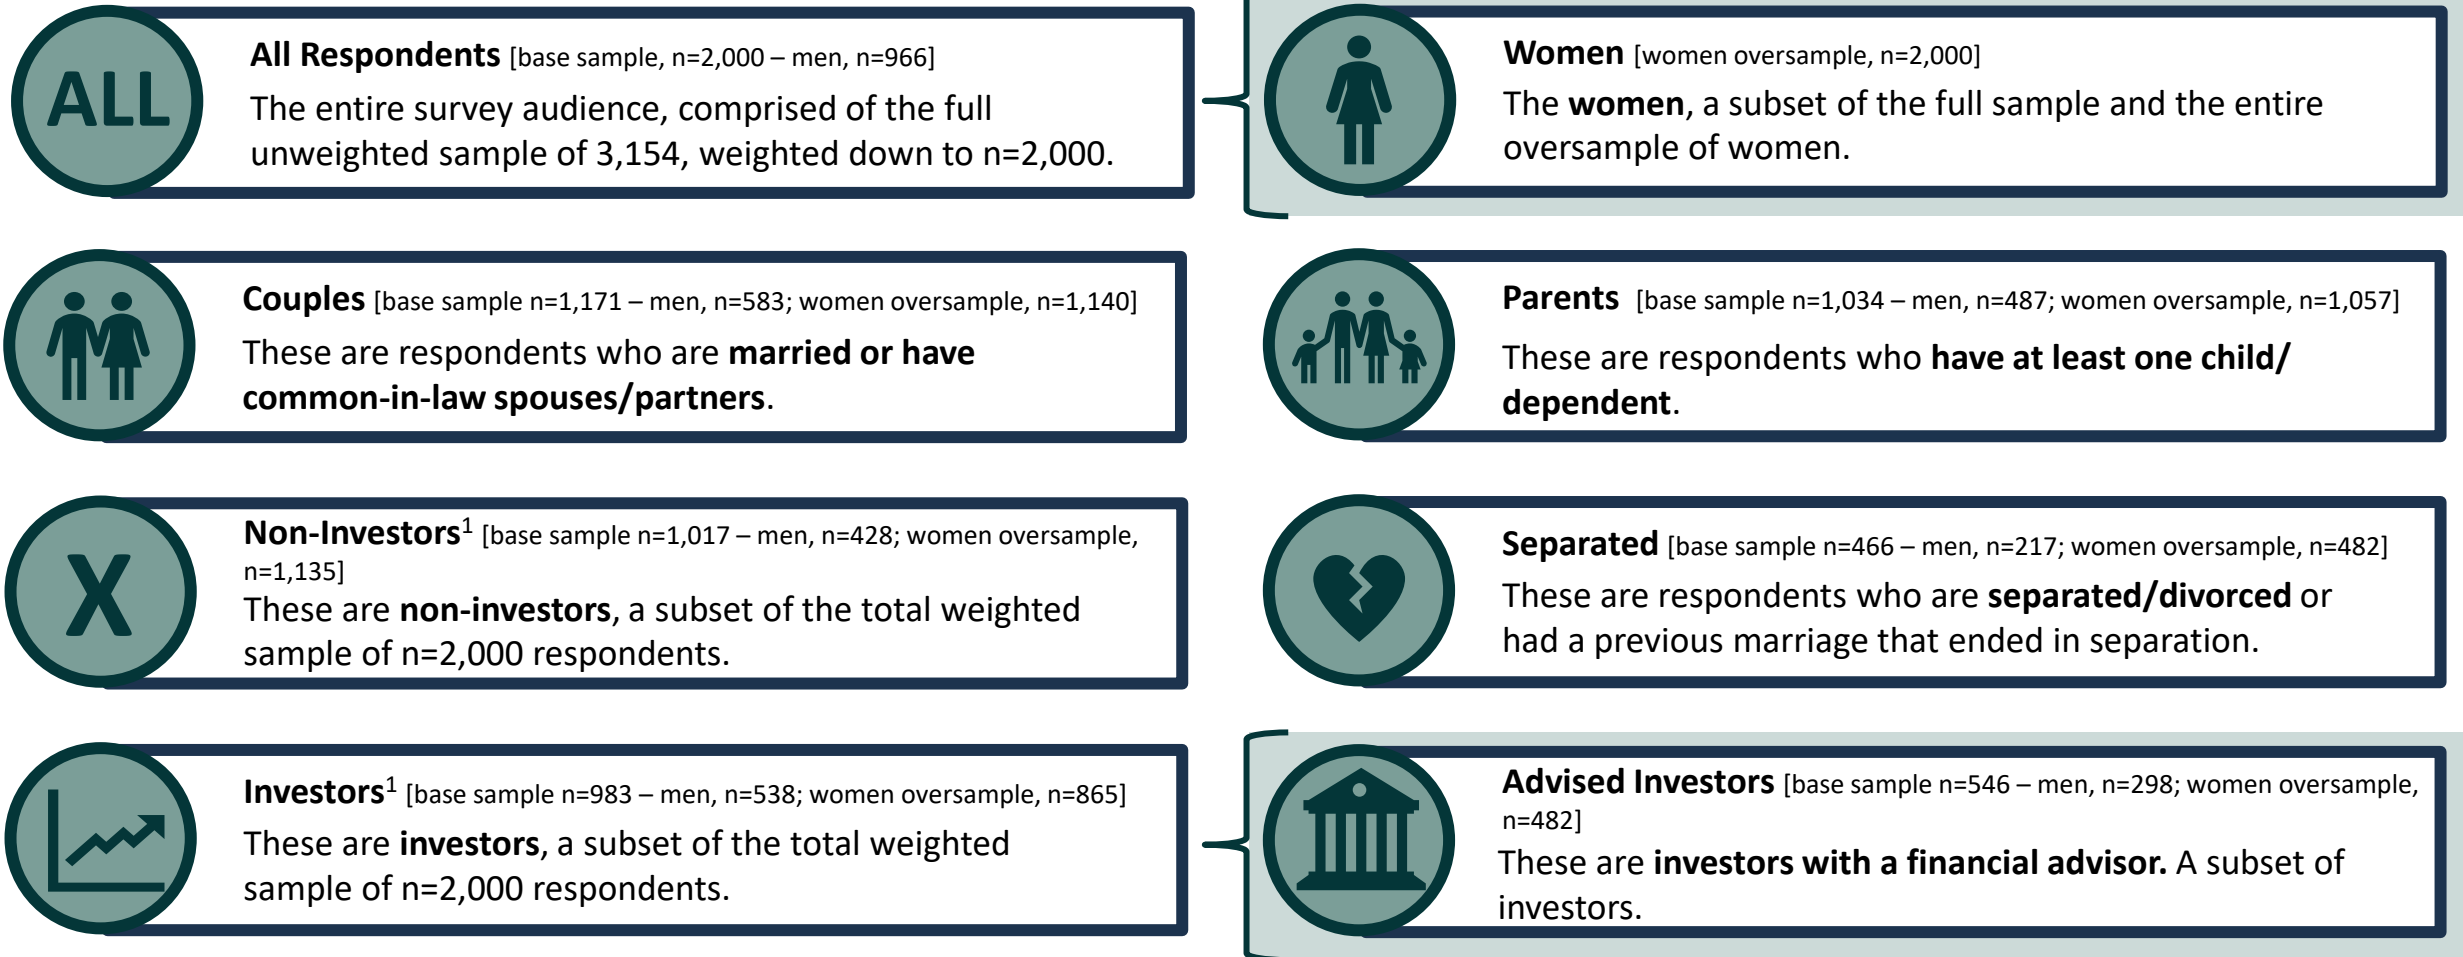 ALL
All Respondents [base sample, n=2,000 – men, n=966]
The entire survey audience, comprised of the full
unweighted sample of 3,154, weighted down to n=2,000.
Women [women oversample, n=2,000]
The women, a subset of the full sample and the entire
oversample of women.
Couples [base sample n=1,171 – men, n=583; women oversample, n=1,140]
These are respondents who are married or have
common-in-law spouses/partners.
Parents [base sample n=1,034 – men, n=487; women oversample, n=1,057]
These are respondents who have at least one child/
dependent.
X
Non-Investors¹ [base sample n=1,017 – men, n=428; women oversample,
n=1,135]
These are non-investors, a subset of the total weighted
sample of n=2,000 respondents.
Separated [base sample n=466 – men, n=217; women oversample, n=482]
These are respondents who are separated/divorced or
had a previous marriage that ended in separation.
Investors¹ [base sample n=983 – men, n=538; women oversample, n=865]
These are investors, a subset of the total weighted
sample of n=2,000 respondents.
Advised Investors [base sample n=546 – men, n=298; women oversample,
n=482]
These are investors with a financial advisor. A subset of
investors.